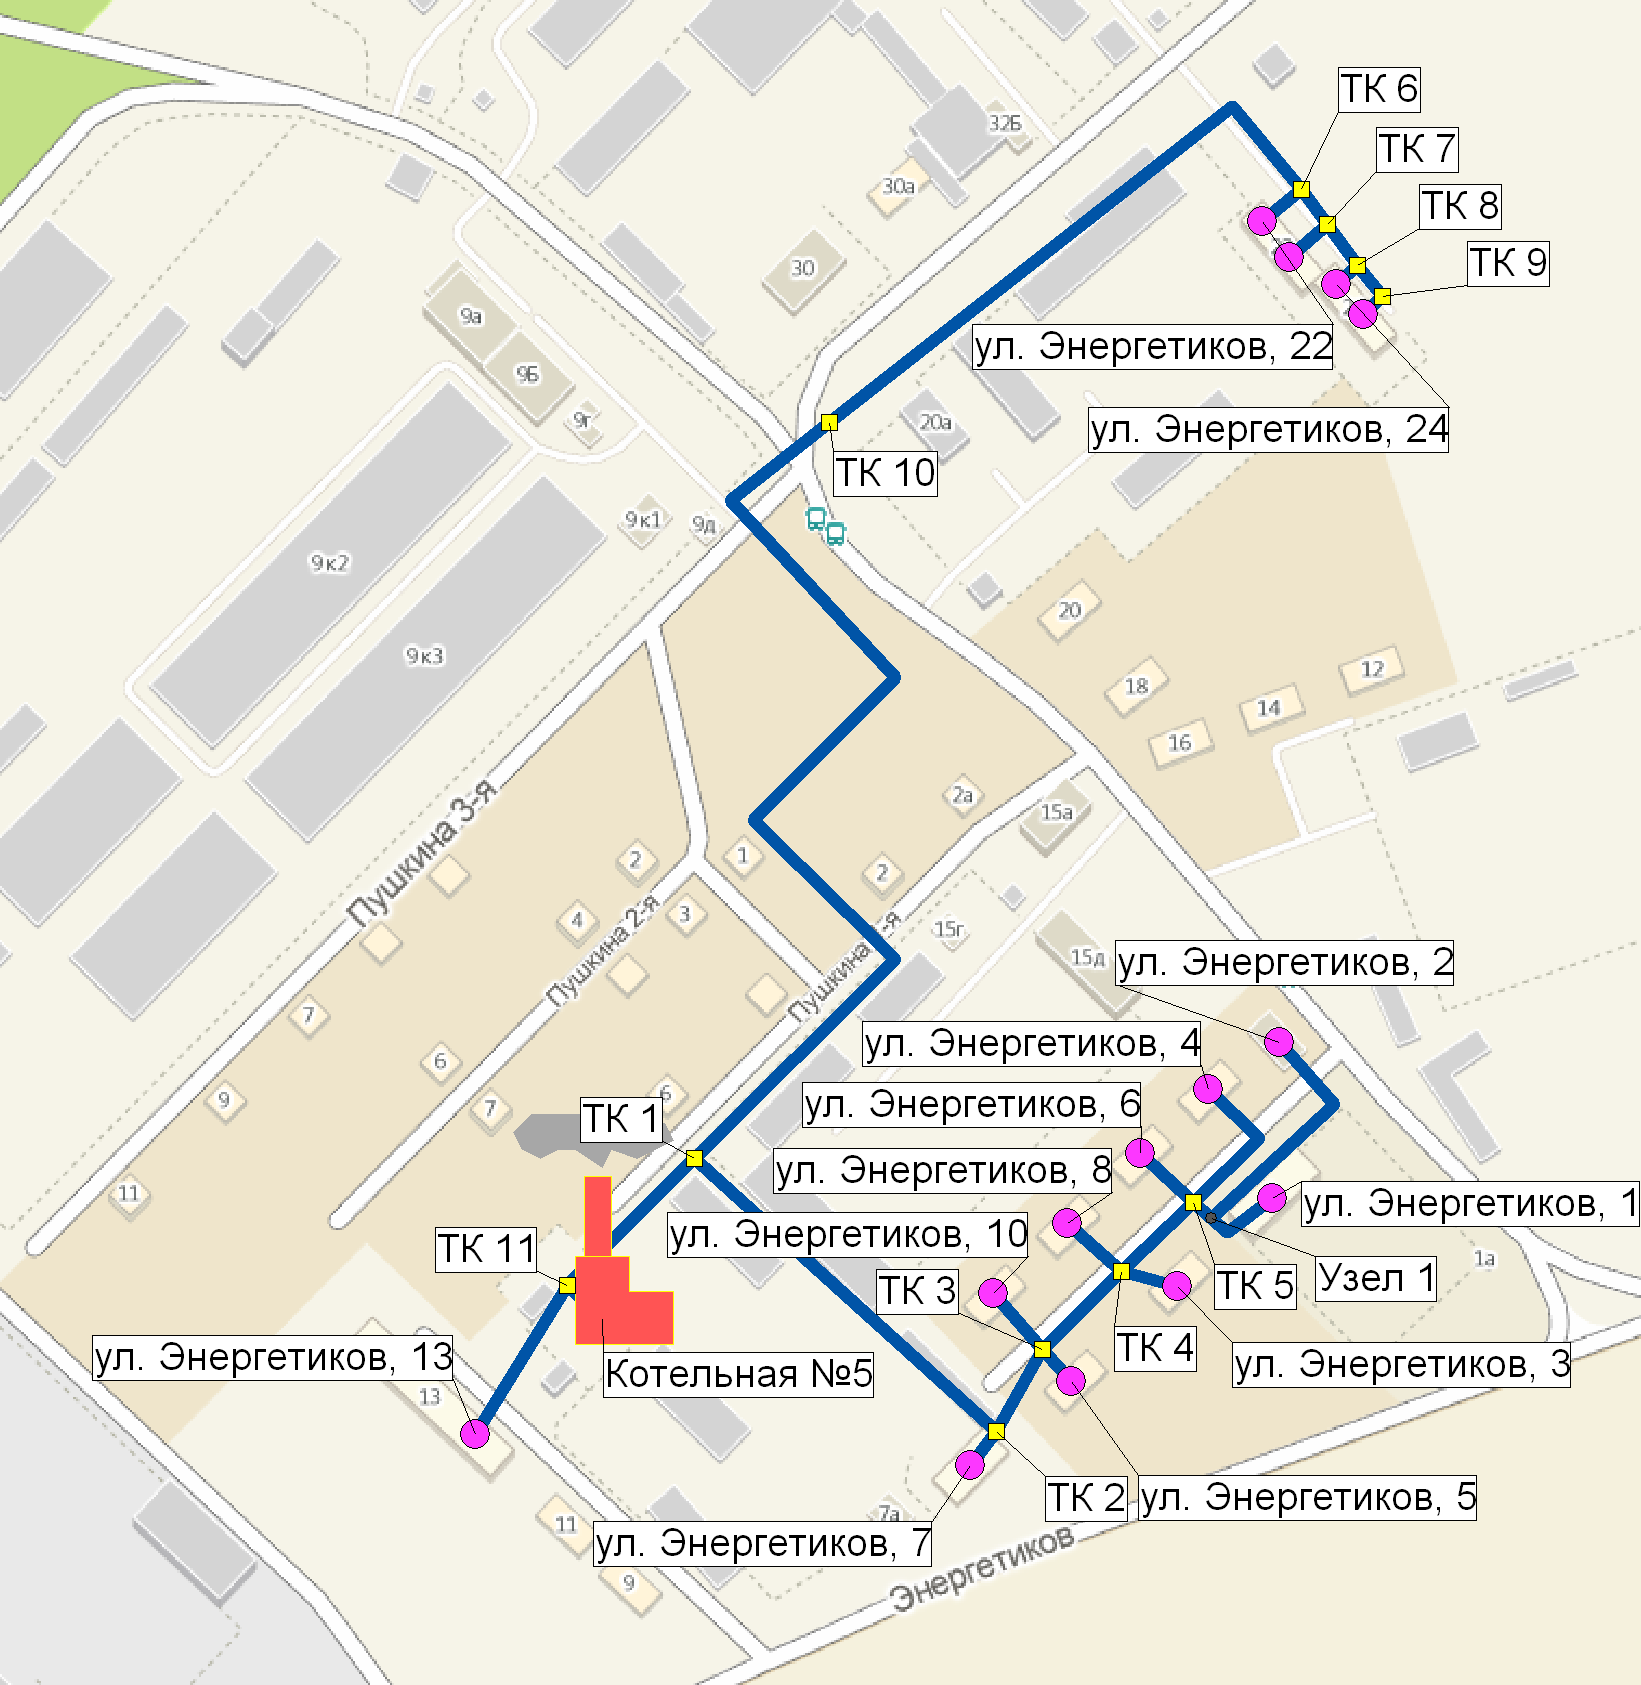 ТК 6
32Б
ТК 7
30а
ТК 8
ТК 9
30
9а
ул. Энергетиков, 22
9Б
9г
20а
ул. Энергетиков, 24
ТК 10
9к1
9д
9к2
20
9к3
12
18
14
16
Пушкина 3-я
2а
15а
2
1
2
4
3
Пушкина 2-я
15г
15д
ул. Энергетиков, 2
7
Пушкина
-я
ул. Энергетиков, 4
6
9
7
6
ул. Энергетиков, 6
ТК 1
ул. Энергетиков, 8
11
ул. Энергетиков, 1
ул. Энергетиков, 10
ТК 11
1а
ТК 3
ТК 5
Узел 1
ТК 4
ул. Энергетиков, 13
Котельная №5
ул. Энергетиков, 3
13
ТК 2
ул. Энергетиков, 5
7а
11
ул. Энергетиков, 7
Энергетиков
9